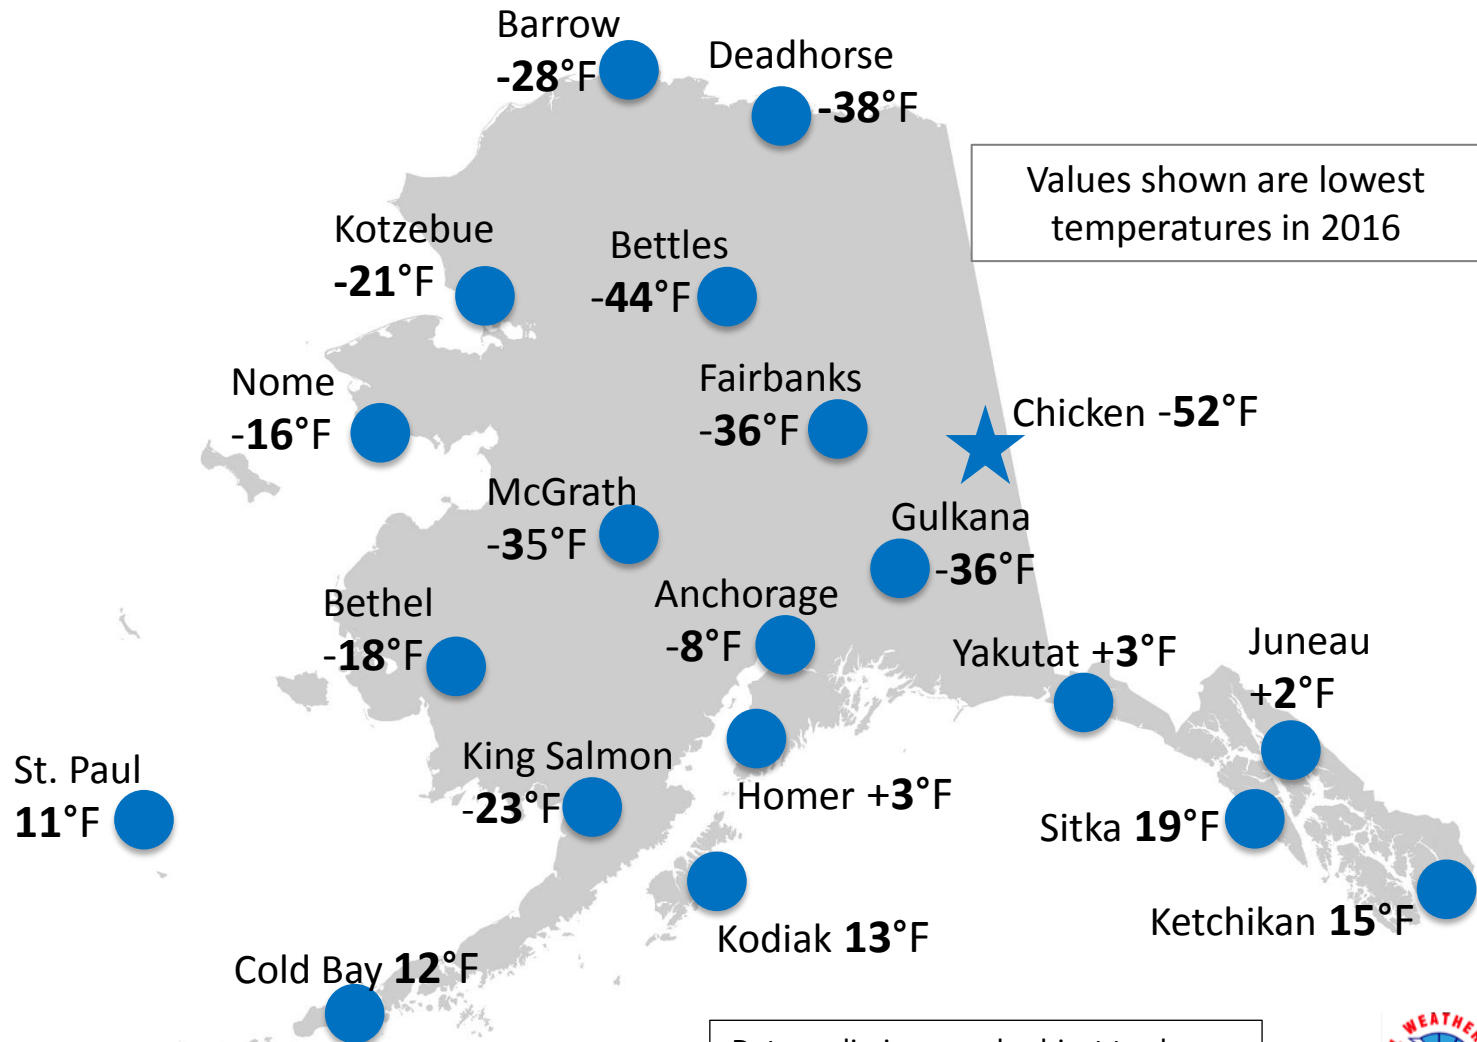 Barrow
-28°F
Deadhorse
-38°F
Values shown are lowest
temperatures in 2016
Kotzebue
-21°F
Bettles
-44°F
Nome
-16°F
Fairbanks
-36°F
Chicken -52°F
McGrath
-35°F
Gulkana
-36°F
Bethel
-18°F
Anchorage
-8°F
Yakutat +3°F
Juneau
+2°F
St. Paul
11°F
King Salmon
-23°F
Homer +3°F
Sitka 19°F
Ketchikan 15°F
Kodiak 13°F
Cold Bay 12°F
WEATHER